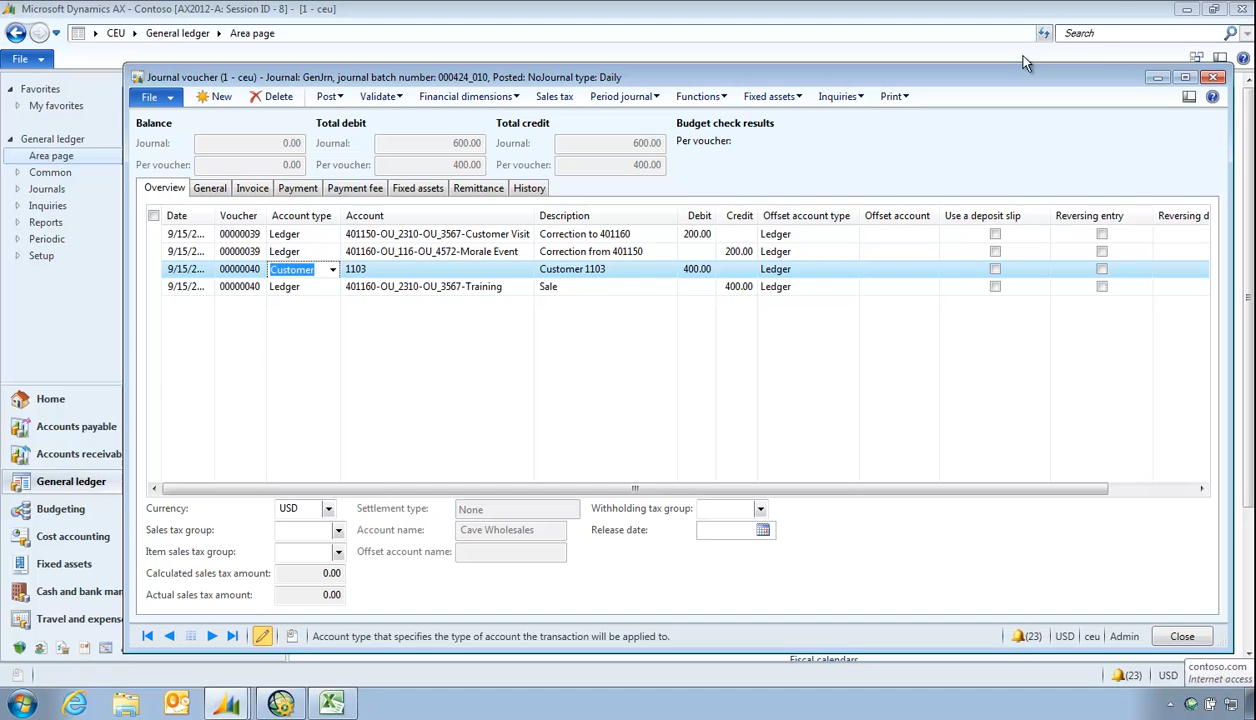 Microsoft Dynamics AX - Contoso [AX2012-A: Session ID - 8] - [1 - ceu]
CEU
General ledger
Area page
Search
File
Journal voucher (1 - ceu) - Journal: GenJrn, journal batch number: 000424_010, Posted: NoJournal type: Daily
File New Delete Post Validate Financial dimensions Sales tax Period journal Functions Fixed assets Inquiries Print
Favorites
My favorites
General ledger
Area page
Common
Journals
Inquiries
Reports
Periodic
Setup
Home
Accounts payable
Accounts receivab
General ledger
Budgeting
Cost accounting
Fixed assets
Cash and bank mar
Travel and expens
Balance Total debit Total credit Budget check results
Journal: 0.00 Journal: 600.00 Journal: 600.00 Per voucher:
Per voucher: 0.00 Per voucher: 400.00 Per voucher: 400.00
Overview General Invoice Payment Payment fee Fixed assets Remittance History
Date Voucher Account type Account Description Debit Credit Offset account type Offset account Use a deposit slip Reversing entry Reversing d
9/15/2... 00000039 Ledger 401150-OU_2310-OU_3567-Customer Visit Correction to 401160 200.00 Ledger
9/15/2... 00000039 Ledger 401160-OU_116-OU_4572-Morale Event Correction from 401150 200.00 Ledger
9/15/2... 00000040 Customer 1103 Customer 1103 400.00 Ledger
9/15/2... 00000040 Ledger 401160-OU_2310-OU_3567-Training Sale 400.00 Ledger
Currency: USD Settlement type: None Withholding tax group:
Sales tax group: Account name: Cave Wholesales Release date:
Item sales tax group: Offset account name:
Calculated sales tax amount: 0.00
Actual sales tax amount: 0.00
Account type that specifies the type of account the transaction will be applied to. (23) USD ceu Admin Close
Fiscal calendars
(23) USD
contoso.com
Internet access